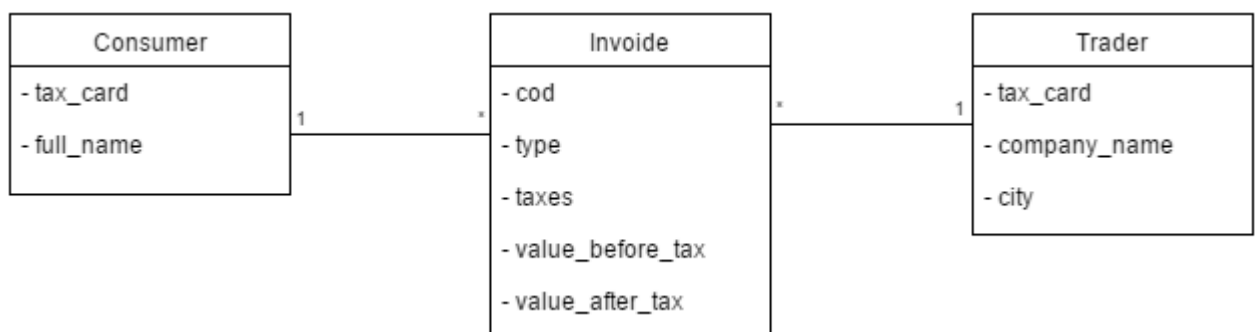 Consumer
- tax_card
- full_name
1
*
Invoide
- cod
- type
- taxes
- value_before_tax
- value_after_tax
*
1
Trader
- tax_card
- company_name
- city